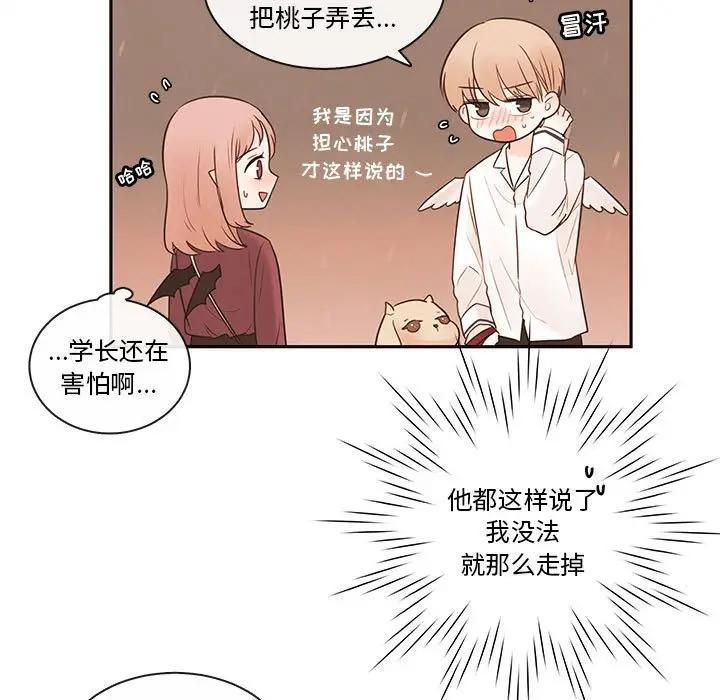 把桃子弄丢...
冒汗
我是因为
担心桃子
才这样说的
哈哈
...学长还在
害怕啊...
他都这样说了
我没法
就那么走掉